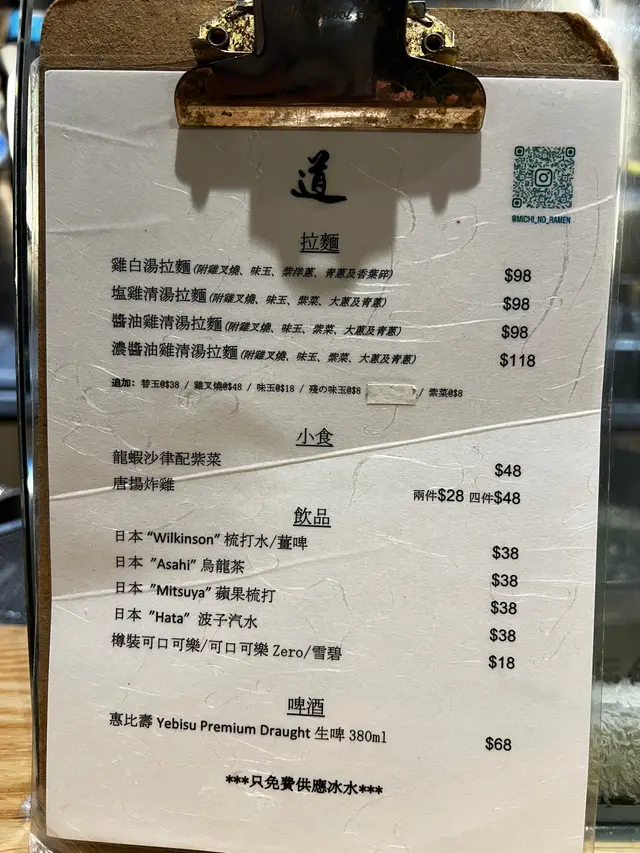 道
@MICHI_NO_RAMEN
拉麵
雞白湯拉麵 (附雞叉燒、味玉、紫洋蔥、青蔥及香葉碎) $98
塩雞清湯拉麵 (附雞叉燒、味玉、紫菜、大蔥及青蔥) $98
醬油雞清湯拉麵 (附雞叉燒、味玉、紫菜、大蔥及青蔥) $98
濃醬油雞清湯拉麵 (附雞叉燒、味玉、紫菜、大蔥及青蔥) $118
追加: 替玉@$38 / 雞叉燒@$48 / 味玉@$18 / 殘の味玉@$8 / 紫菜@$8
小食
龍蝦沙律配紫菜 $48
唐揚炸雞 兩件$28 四件$48
飲品
日本 “Wilkinson” 梳打水/薑啤 $38
日本 ”Asahi” 烏龍茶 $38
日本 ”Mitsuya” 蘋果梳打 $38
日本 ”Hata” 波子汽水 $38
樽裝可口可樂/可口可樂 Zero/雪碧 $18
啤酒
惠比壽 Yebisu Premium Draught 生啤 380ml $68
***只免費供應冰水***